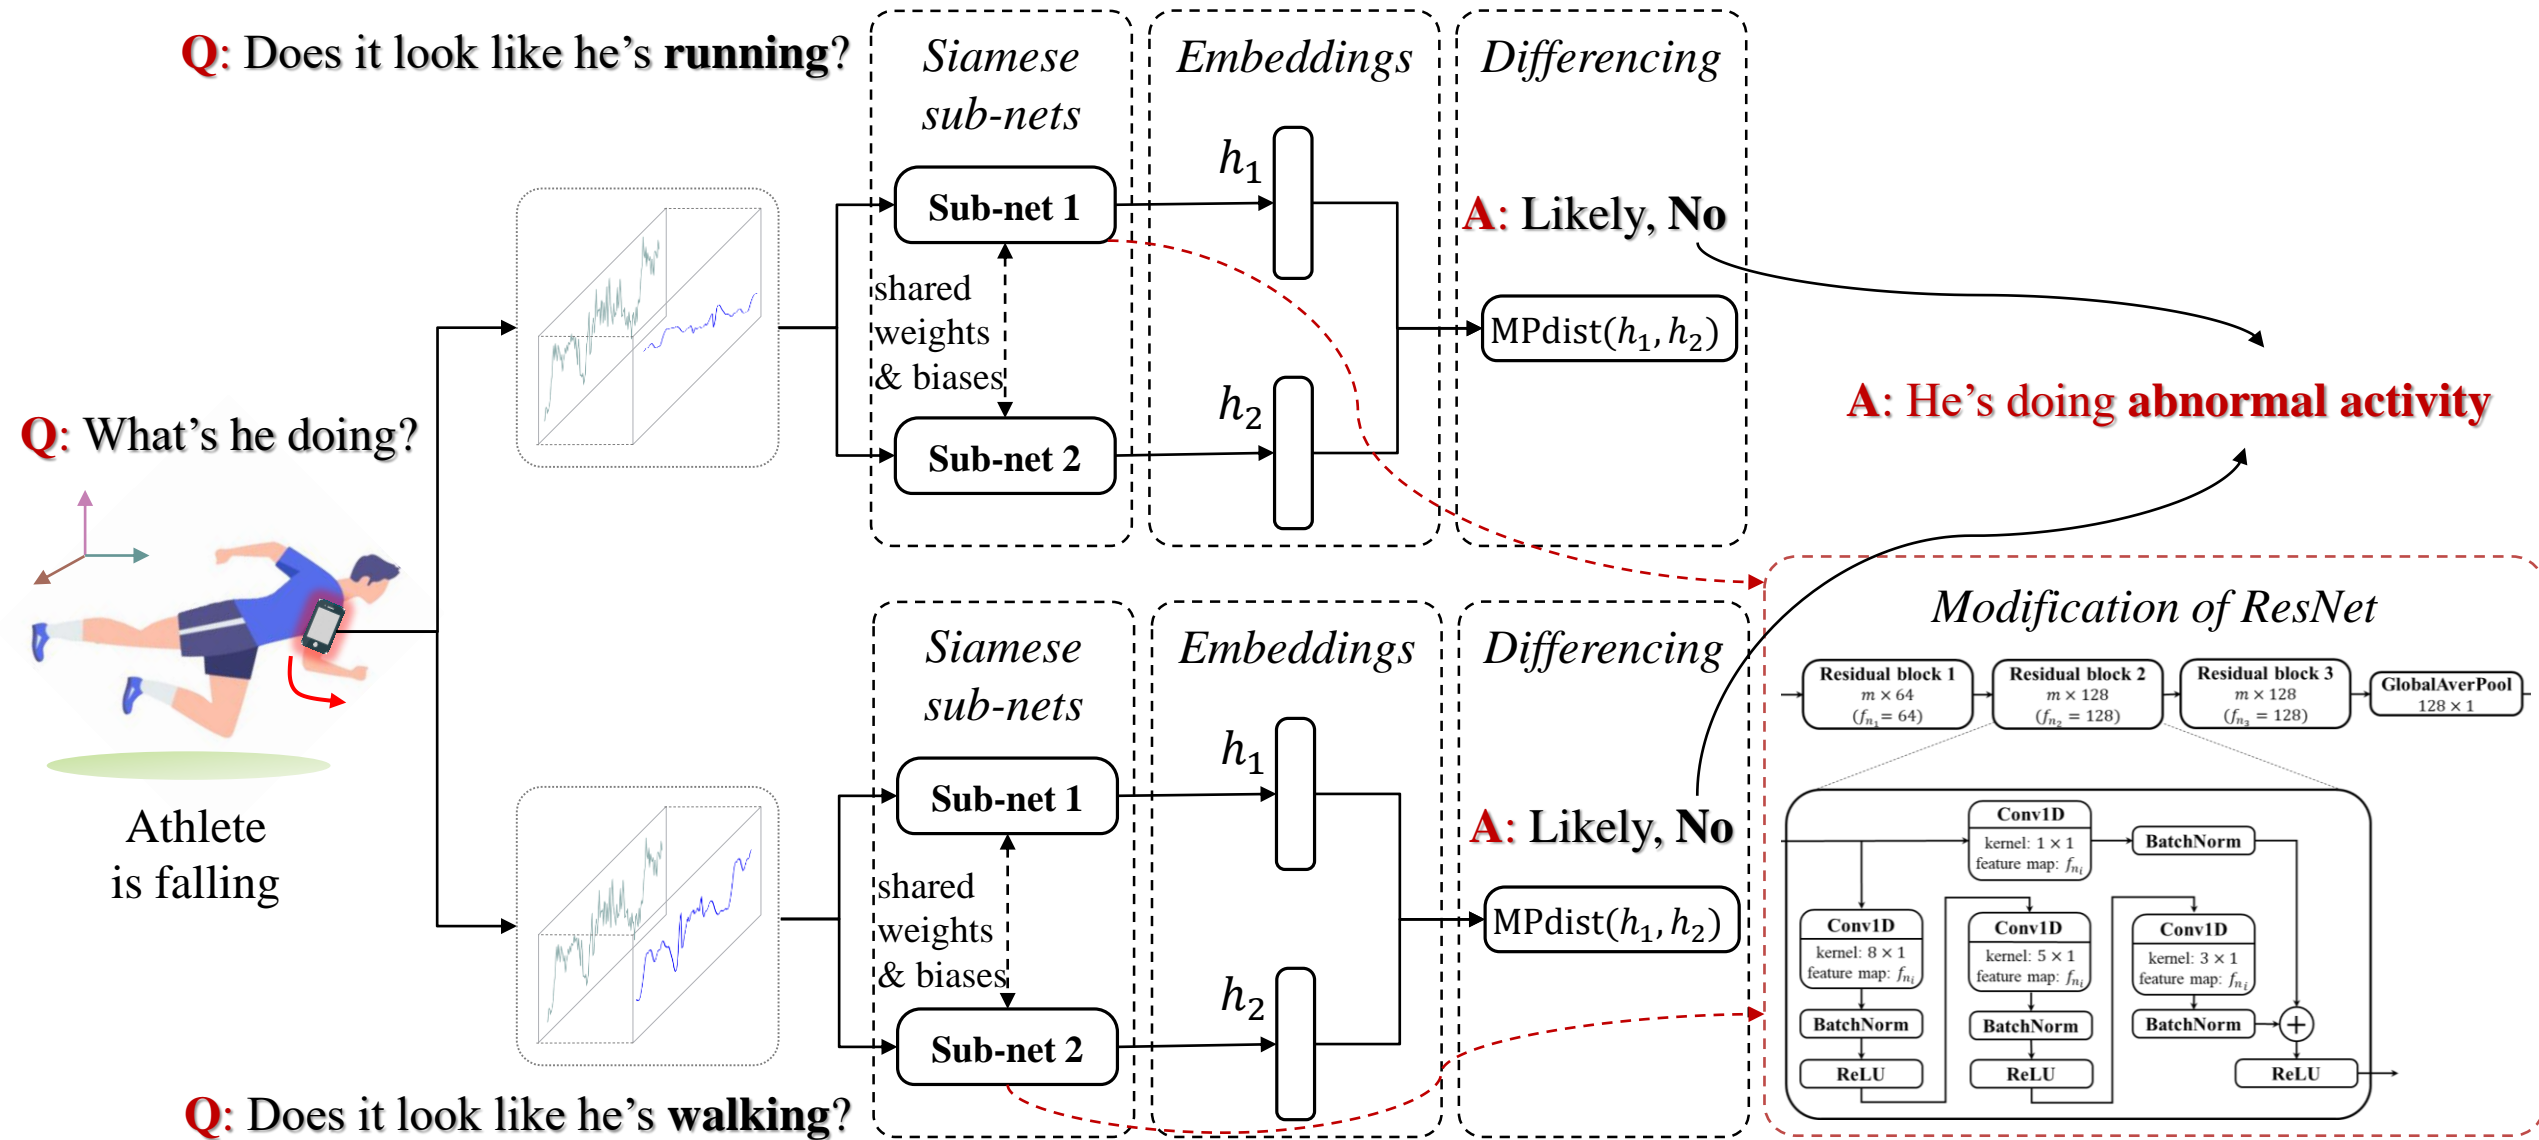 Q: Does it look like he's running?
Siamese
sub-nets
Embeddings
Differencing
Sub-net 1
h₁
A: Likely, No
shared
weights
& biases
MPdist(h₁, h₂)
Sub-net 2
h₂
A: He's doing abnormal activity
Q: What's he doing?
Athlete
is falling
Siamese
sub-nets
Embeddings
Differencing
Sub-net 1
h₁
A: Likely, No
shared
weights
& biases
MPdist(h₁, h₂)
Sub-net 2
h₂
Q: Does it look like he's walking?
Modification of ResNet
Residual block 1
m × 64
(fₙ₁ = 64)
Residual block 2
m × 128
(fₙ₂ = 128)
Residual block 3
m × 128
(fₙ₃ = 128)
GlobalAverPool
128 × 1
Conv1D
kernel: 1 × 1
feature map: fₙᵢ
BatchNorm
Conv1D
kernel: 8 × 1
feature map: fₙᵢ
BatchNorm
ReLU
Conv1D
kernel: 5 × 1
feature map: fₙᵢ
BatchNorm
ReLU
Conv1D
kernel: 3 × 1
feature map: fₙᵢ
BatchNorm
+
ReLU